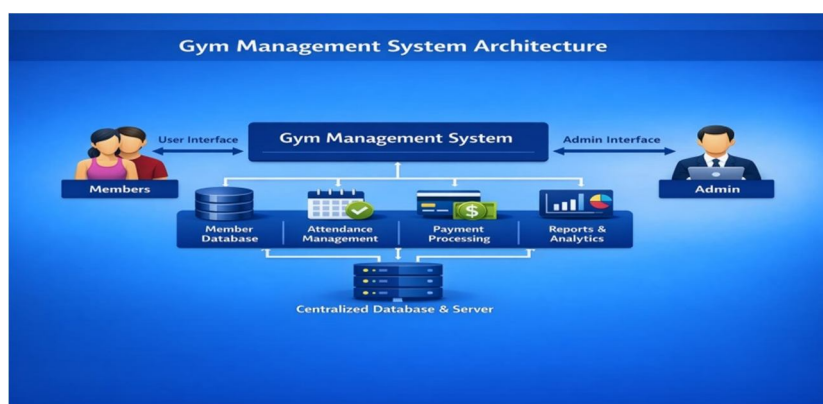 Gym Management System Architecture
User Interface
Gym Management System
Admin Interface
Members
Admin
Member
Database
Attendance
Management
Payment
Processing
Reports &
Analytics
Centralized Database & Server